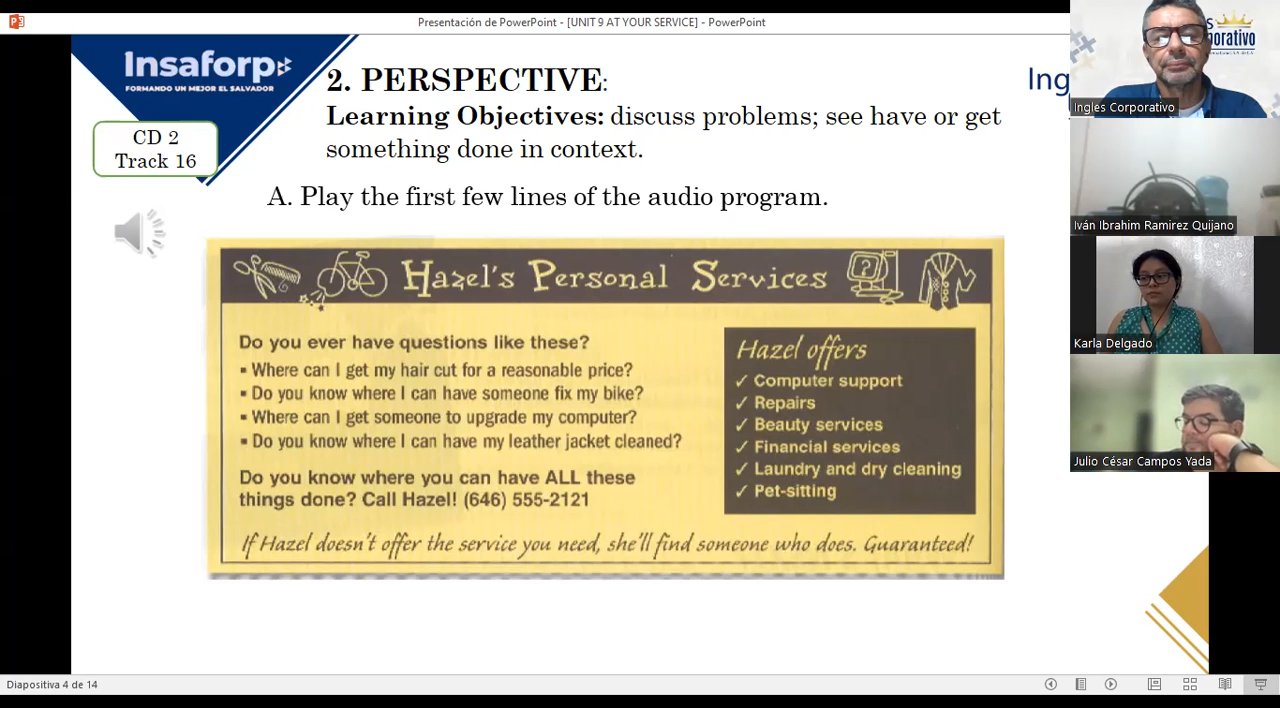 Presentación de PowerPoint - [UNIT 9 AT YOUR SERVICE] - PowerPoint
Insaforp
FORMANDO UN MEJOR EL SALVADOR
CD 2
Track 16
2. PERSPECTIVE:
Learning Objectives: discuss problems; see have or get
something done in context.
A. Play the first few lines of the audio program.
Hazel's Personal Services
Do you ever have questions like these?
▪ Where can I get my hair cut for a reasonable price?
▪ Do you know where I can have someone fix my bike?
▪ Where can I get someone to upgrade my computer?
▪ Do you know where I can have my leather jacket cleaned?
Do you know where you can have ALL these
things done? Call Hazel! (646) 555-2121
Hazel offers
✓ Computer support
✓ Repairs
✓ Beauty services
✓ Financial services
✓ Laundry and dry cleaning
✓ Pet-sitting
If Hazel doesn't offer the service you need, she'll find someone who does. Guaranteed!
Ing
Ingles Corporativo
Iván Ibrahim Ramirez Quijano
Karla Delgado
Julio César Campos Yada
Diapositiva 4 de 14